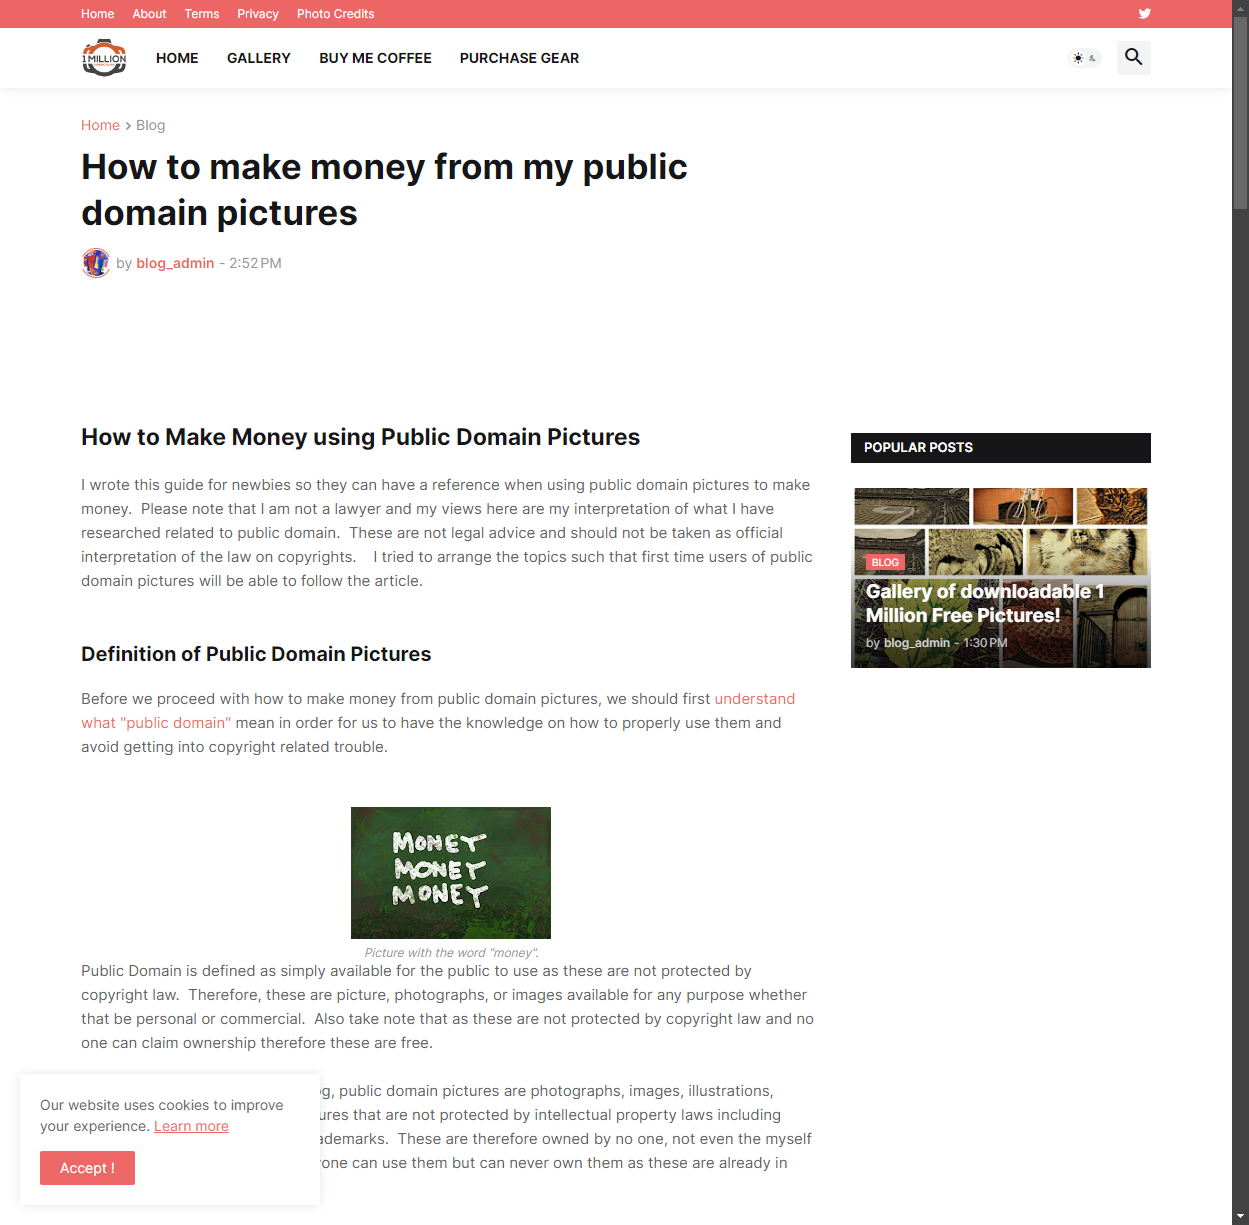 Home About Terms Privacy Photo Credits
1 MILLION
HOME GALLERY BUY ME COFFEE PURCHASE GEAR
Home > Blog
How to make money from my public
domain pictures
by blog_admin - 2:52 PM
How to Make Money using Public Domain Pictures
I wrote this guide for newbies so they can have a reference when using public domain pictures to make
money.  Please note that I am not a lawyer and my views here are my interpretation of what I have
researched related to public domain.  These are not legal advice and should not be taken as official
interpretation of the law on copyrights.    I tried to arrange the topics such that first time users of public
domain pictures will be able to follow the article.
Definition of Public Domain Pictures
Before we proceed with how to make money from public domain pictures, we should first understand
what "public domain" mean in order for us to have the knowledge on how to properly use them and
avoid getting into copyright related trouble.
MONEY
MONEY
MONEY
Picture with the word "money".
Public Domain is defined as simply available for the public to use as these are not protected by
copyright law.  Therefore, these are picture, photographs, or images available for any purpose whether
that be personal or commercial.  Also take note that as these are not protected by copyright law and no
one can claim ownership therefore these are free.
og, public domain pictures are photographs, images, illustrations,
ures that are not protected by intellectual property laws including
ademarks.  These are therefore owned by no one, not even the myself
yone can use them but can never own them as these are already in
Our website uses cookies to improve
your experience. Learn more
Accept !
POPULAR POSTS
BLOG
Gallery of downloadable 1
Million Free Pictures!
by blog_admin - 1:30 PM